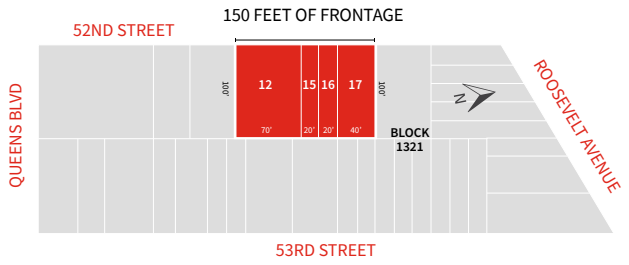 150 FEET OF FRONTAGE
52ND STREET
QUEENS BLVD
100'
12
15
16
17
100'
70'
20'
20'
40'
BLOCK
1321
N
ROOSEVELT AVENUE
53RD STREET